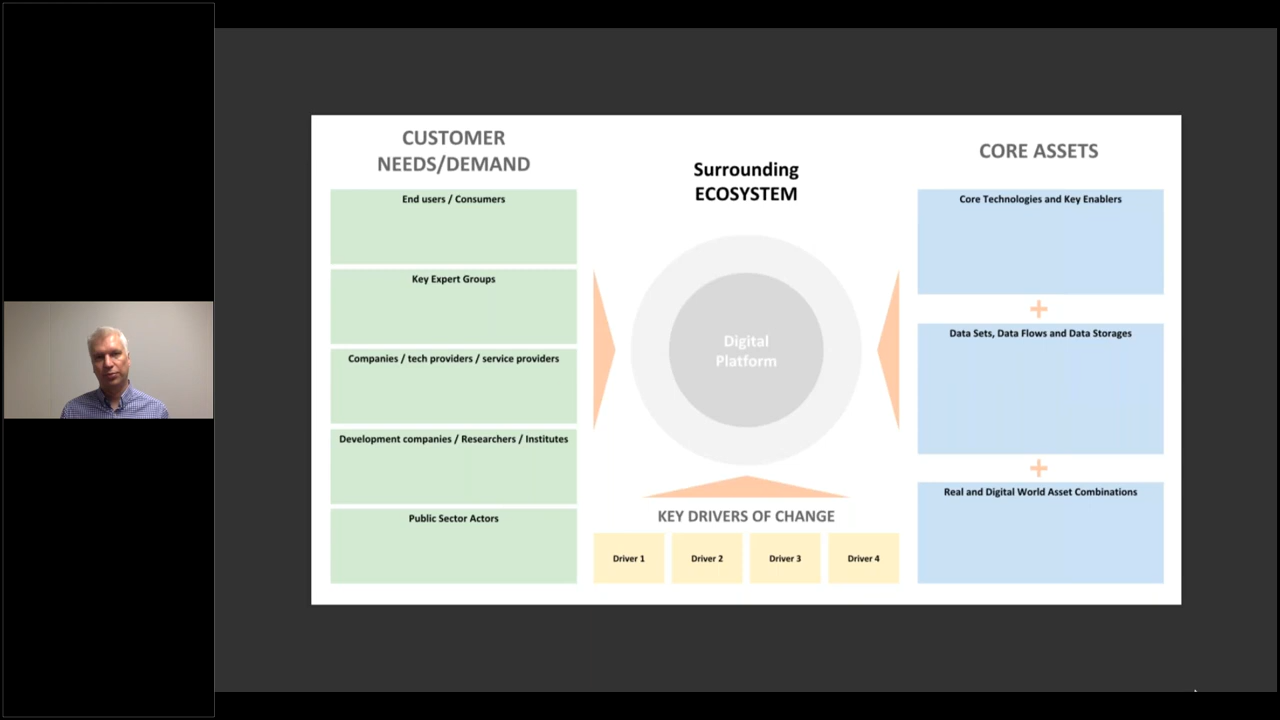 CUSTOMER
NEEDS/DEMAND
End users / Consumers
Key Expert Groups
Companies / tech providers / service providers
Development companies / Researchers / Institutes
Public Sector Actors
Surrounding
ECOSYSTEM
Digital
Platform
KEY DRIVERS OF CHANGE
Driver 1
Driver 2
Driver 3
Driver 4
CORE ASSETS
Core Technologies and Key Enablers
+
Data Sets, Data Flows and Data Storages
+
Real and Digital World Asset Combinations